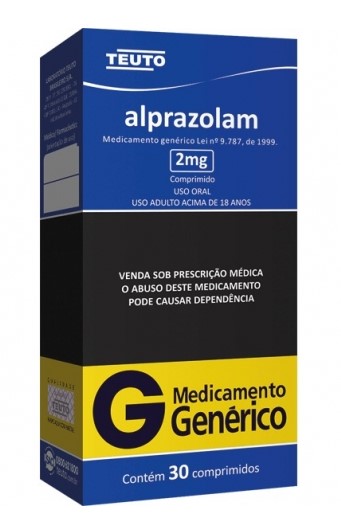 TEUTO
alprazolam
Medicamento genérico Lei nº 9.787, de 1999.
2mg
Comprimido
USO ORAL
USO ADULTO ACIMA DE 18 ANOS
VENDA SOB PRESCRIÇÃO MÉDICA
O ABUSO DESTE MEDICAMENTO
PODE CAUSAR DEPENDÊNCIA
G Medicamento
Genérico
Contém 30 comprimidos
TEUTO